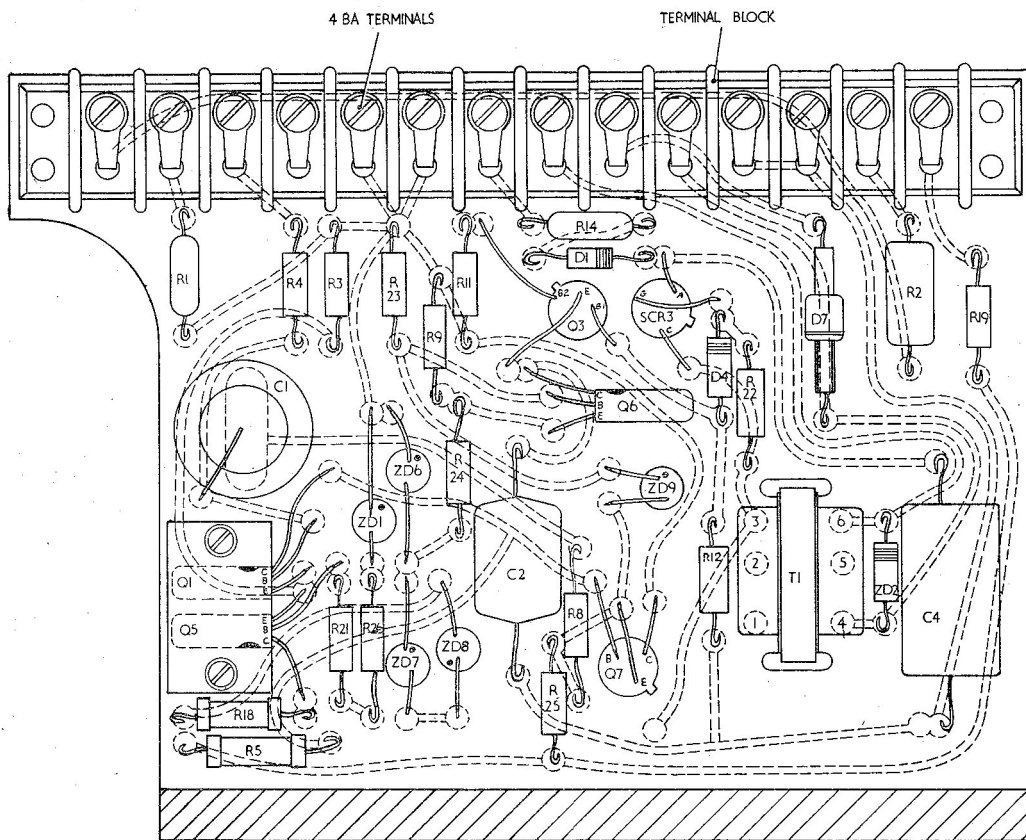 4 BA TERMINALS
TERMINAL BLOCK
R1
R4
R3
R
23
R9
R11
R14
D1
B2
E
B1
Q3
G
A
C
SCR3
D4
R
22
D7
R2
R19
C1
C
B
E
Q6
ZD6
R
24
ZD9
ZD1
C2
R12
3
2
1
T1
6
5
4
ZD2
C4
Q1
C
B
E
Q5
E
B
C
R21
R26
ZD7
ZD8
R8
B
C
E
Q7
R
25
R18
R5